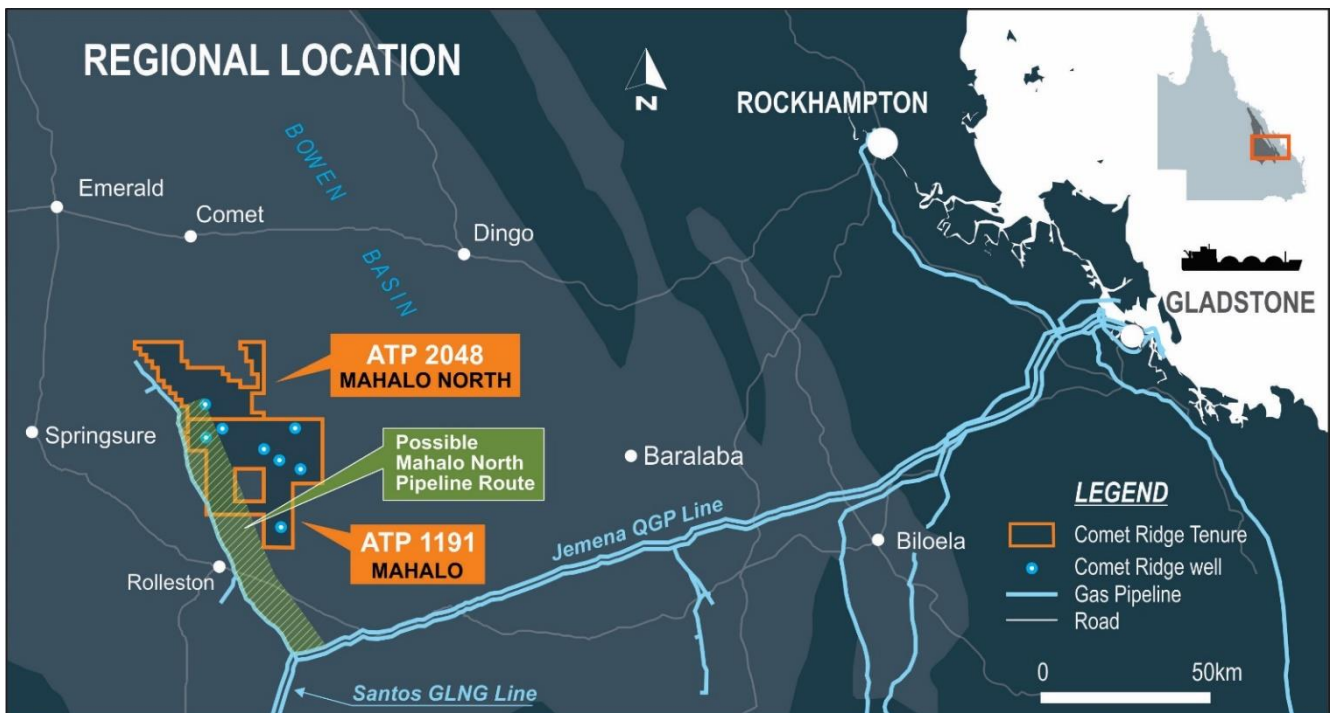 REGIONAL LOCATION
N
ROCKHAMPTON
BOWEN
BASIN
Emerald
Comet
Dingo
GLADSTONE
ATP 2048
MAHALO NORTH
Springsure
Possible
Mahalo North
Pipeline Route
Baralaba
ATP 1191
MAHALO
Rolleston
Jemena QGP Line
Biloela
Santos GLNG Line
LEGEND
Comet Ridge Tenure
Comet Ridge well
Gas Pipeline
Road
0 50km